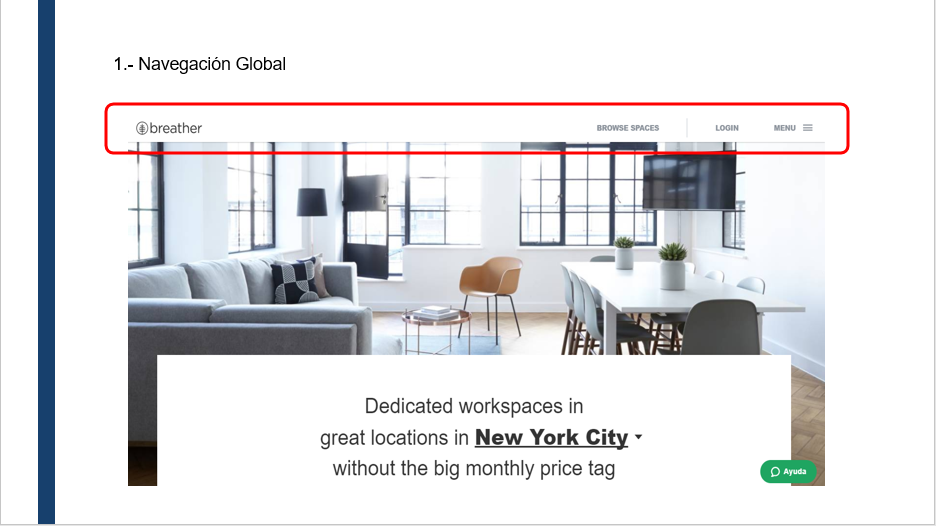 1.- Navegación Global
breather
BROWSE SPACES
LOGIN
MENU
Dedicated workspaces in
great locations in New York City
without the big monthly price tag
Ayuda